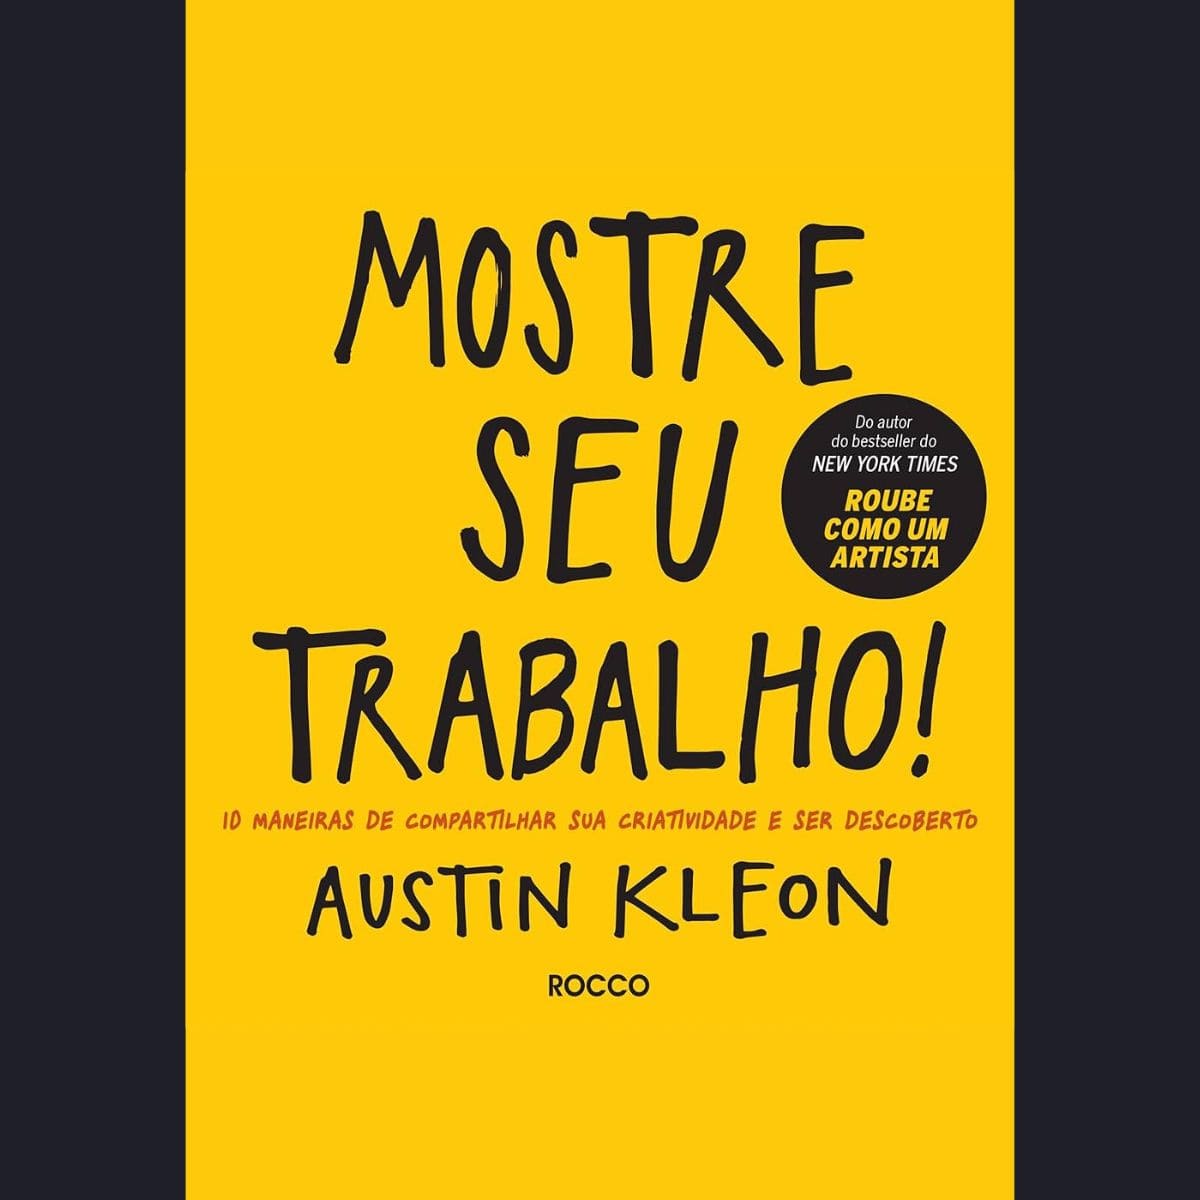 MOSTRE
SEU
Do autor
do bestseller do
NEW YORK TIMES
ROUBE
COMO UM
ARTISTA
TRABALHO!
10 MANEIRAS DE COMPARTILHAR SUA CRIATIVIDADE E SER DESCOBERTO
AUSTIN KLEON
ROCCO